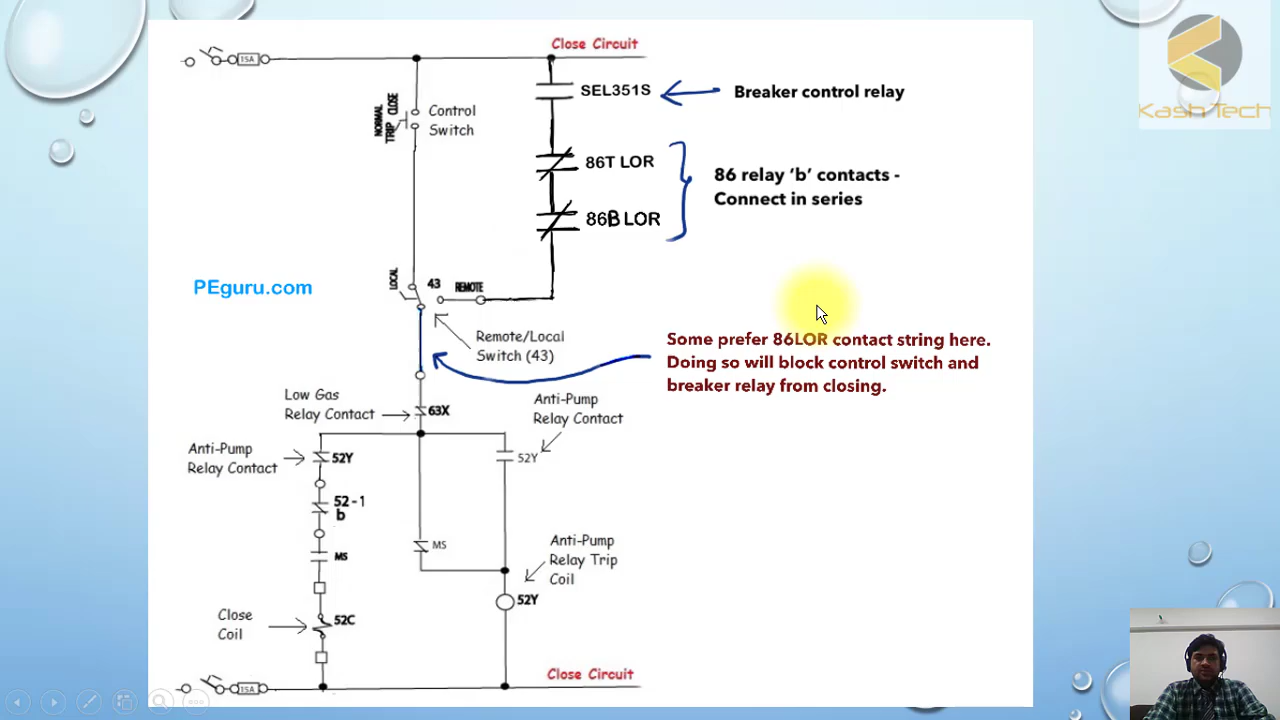 Close Circuit
15A
SEL351S
Breaker control relay
Kash Tech
NORMAL
TRIP CLOSE
Control
Switch
86T LOR
86B LOR
86 relay ‘b’ contacts -
Connect in series
PEguru.com
LOCAL
43
REMOTE
Remote/Local
Switch (43)
Some prefer 86LOR contact string here.
Doing so will block control switch and
breaker relay from closing.
Low Gas
Relay Contact
63X
Anti-Pump
Relay Contact
Anti-Pump
Relay Contact
52Y
52Y
52-1
b
MS
MS
Anti-Pump
Relay Trip
Coil
52Y
Close
Coil
52C
Close Circuit
15A